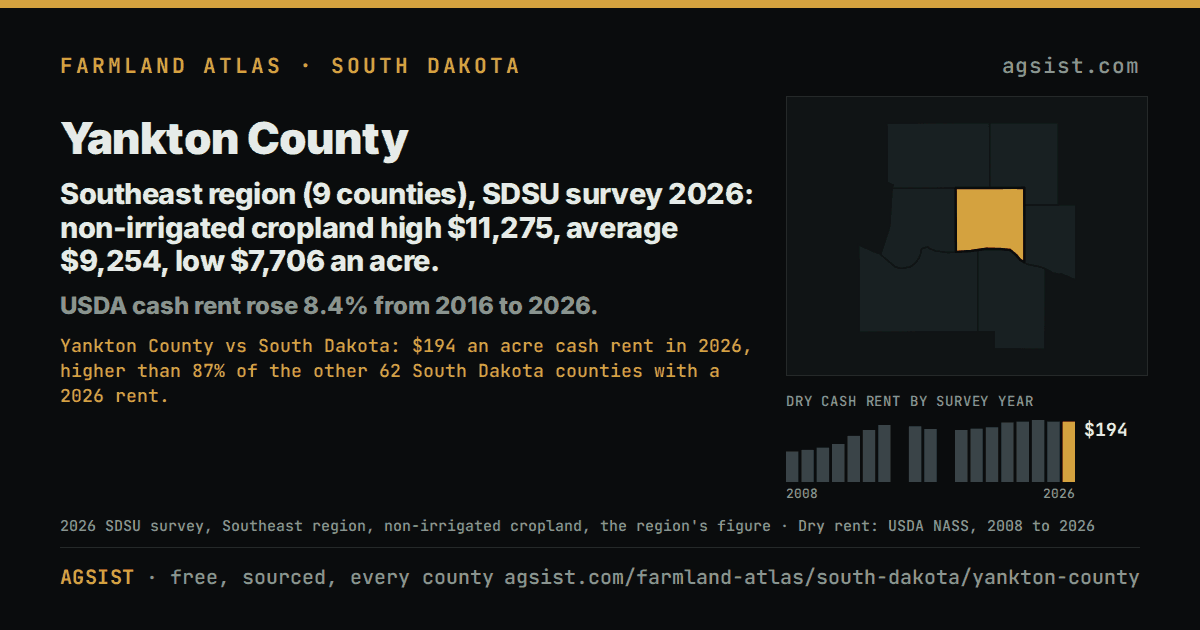 FARMLAND ATLAS · SOUTH DAKOTA
agsist.com
Yankton County
Southeast region (9 counties), SDSU survey 2026:
non-irrigated cropland high $11,275, average
$9,254, low $7,706 an acre.
USDA cash rent rose 8.4% from 2016 to 2026.
Yankton County vs South Dakota: $194 an acre cash rent in 2026,
higher than 87% of the other 62 South Dakota counties with a
2026 rent.
DRY CASH RENT BY SURVEY YEAR
$194
2008
2026
2026 SDSU survey, Southeast region, non-irrigated cropland, the region's figure · Dry rent: USDA NASS, 2008 to 2026
AGSIST · free, sourced, every county agsist.com/farmland-atlas/south-dakota/yankton-county